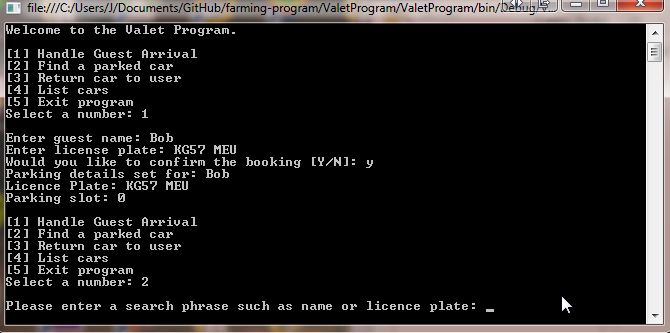 file:///C:/Users/J/Documents/GitHub/farming-program/ValetProgram/ValetProgram/bin/Debug/V...
Welcome to the Valet Program.
[1] Handle Guest Arrival
[2] Find a parked car
[3] Return car to user
[4] List cars
[5] Exit program
Select a number: 1
Enter guest name: Bob
Enter license plate: KG57 MEU
Would you like to confirm the booking [Y/N]: y
Parking details set for: Bob
Licence Plate: KG57 MEU
Parking slot: 0
[1] Handle Guest Arrival
[2] Find a parked car
[3] Return car to user
[4] List cars
[5] Exit program
Select a number: 2
Please enter a search phrase such as name or licence plate: _